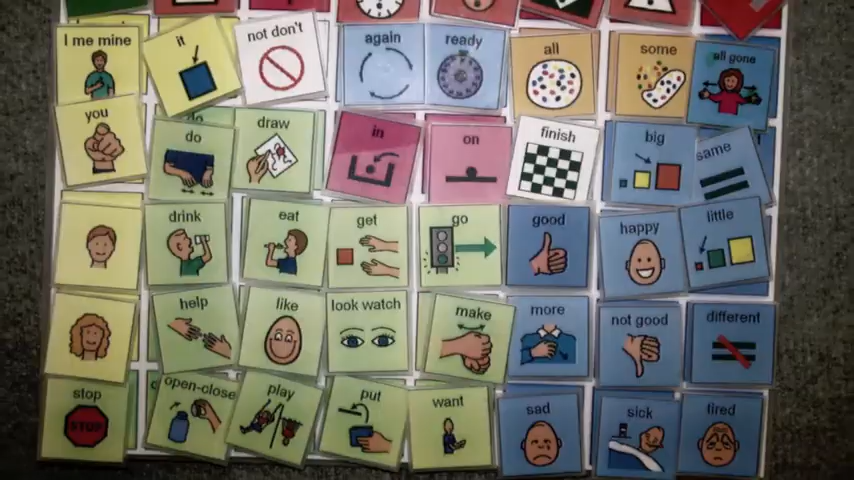 I me mine
it
not don't
again
ready
all
some
all gone
you
do
do
draw
in
on
finish
big
same
drink
eat
get
go
good
happy
little
help
like
look watch
make
more
not good
different
stop
STOP
open-close
play
put
want
sad
sick
tired